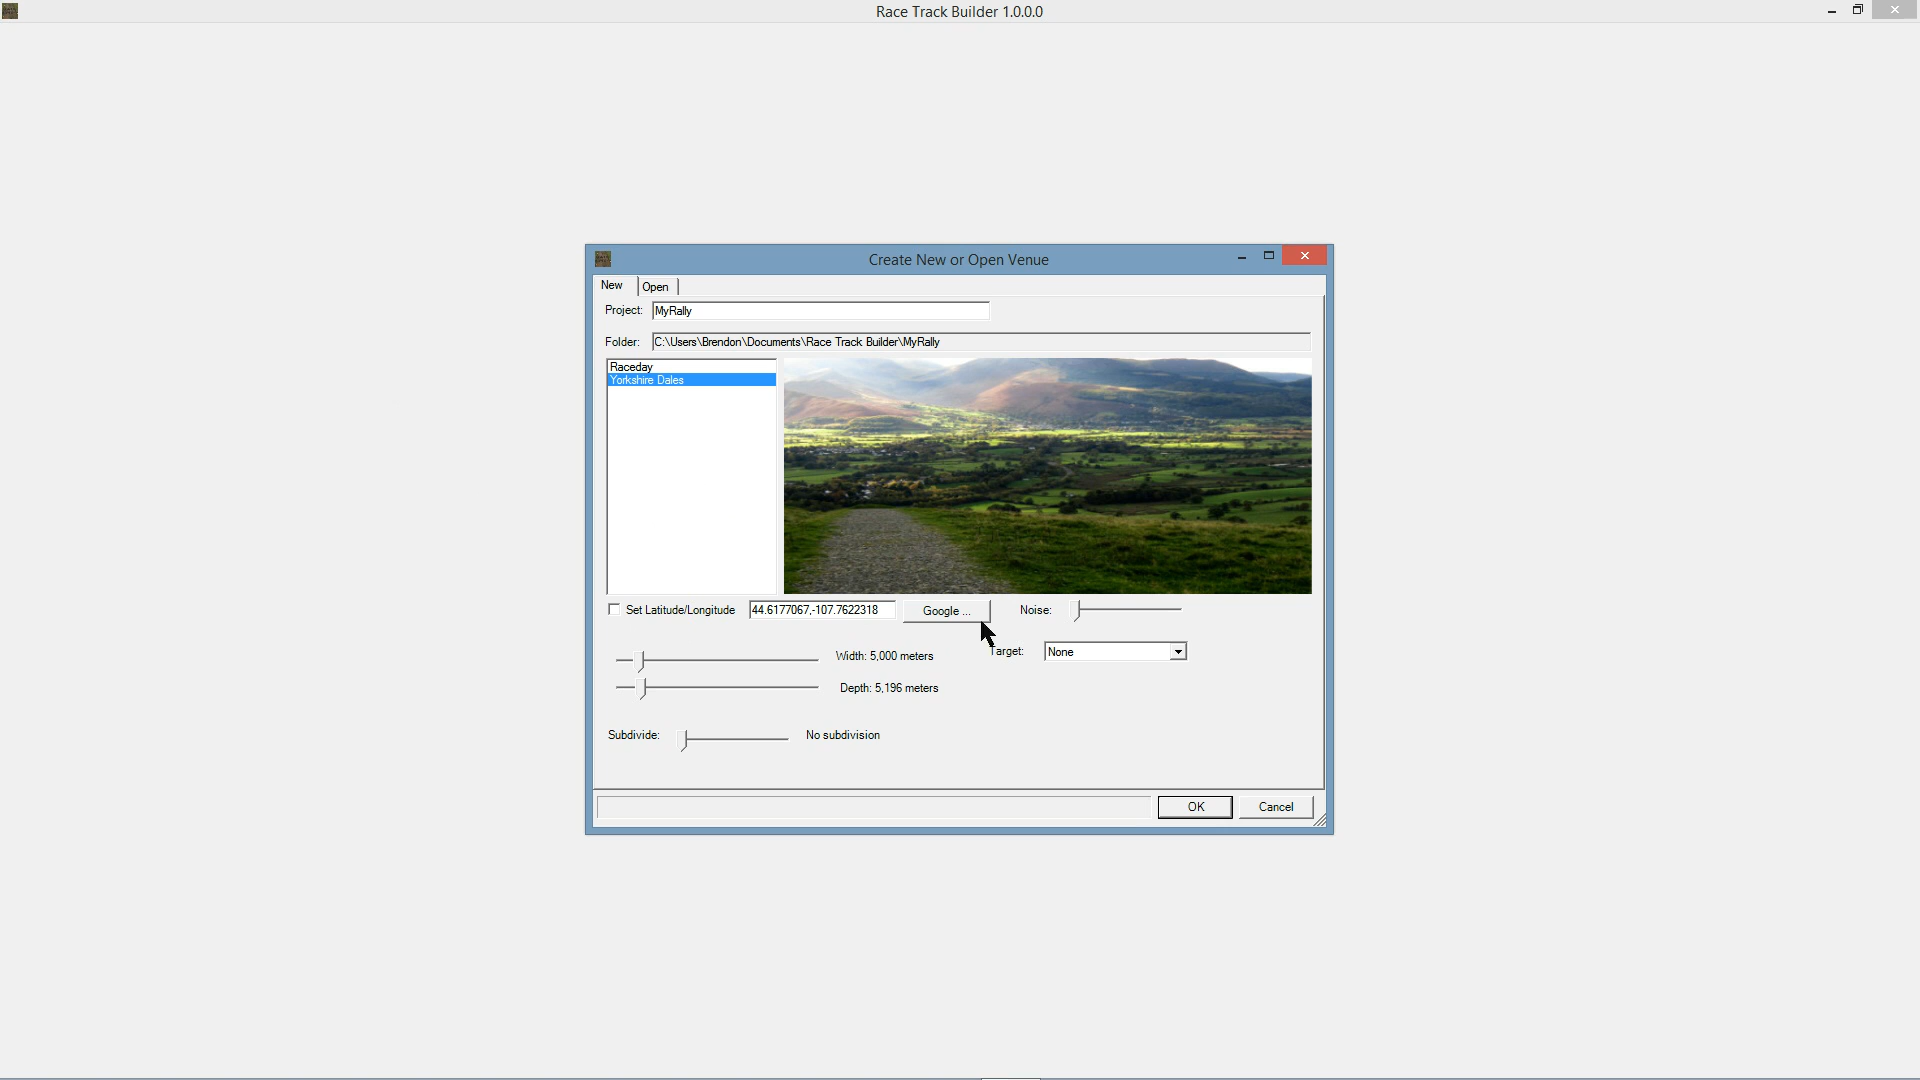 Race Track Builder 1.0.0.0
Create New or Open Venue
New
Open
Project:
MyRally
Folder:
C:\Users\Brendon\Documents\Race Track Builder\MyRally
Raceday
Yorkshire Dales
Set Latitude/Longitude
44.6177067,-107.7622318
Google ...
Noise:
Width: 5,000 meters
Target:
None
Depth: 5,196 meters
Subdivide:
No subdivision
OK
Cancel